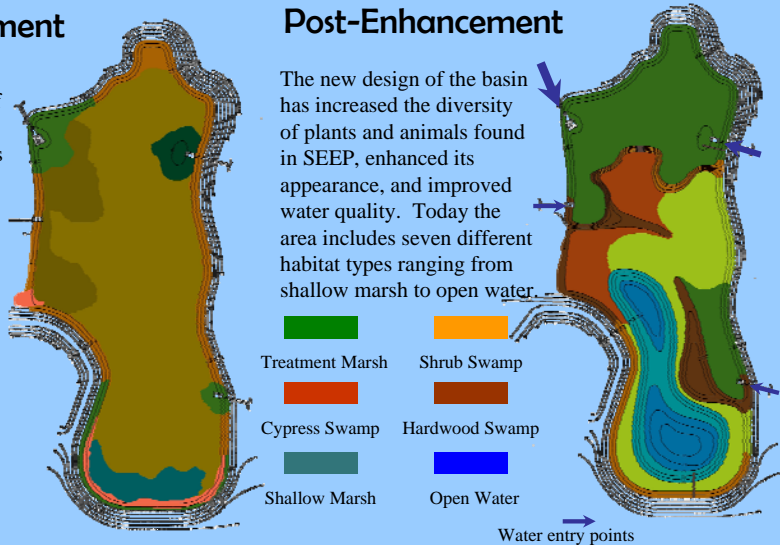 ment
Post-Enhancement
The new design of the basin
has increased the diversity
of plants and animals found
in SEEP, enhanced its
appearance, and improved
water quality. Today the
area includes seven different
habitat types ranging from
shallow marsh to open water.
Treatment Marsh
Shrub Swamp
Cypress Swamp
Hardwood Swamp
Shallow Marsh
Open Water
Water entry points